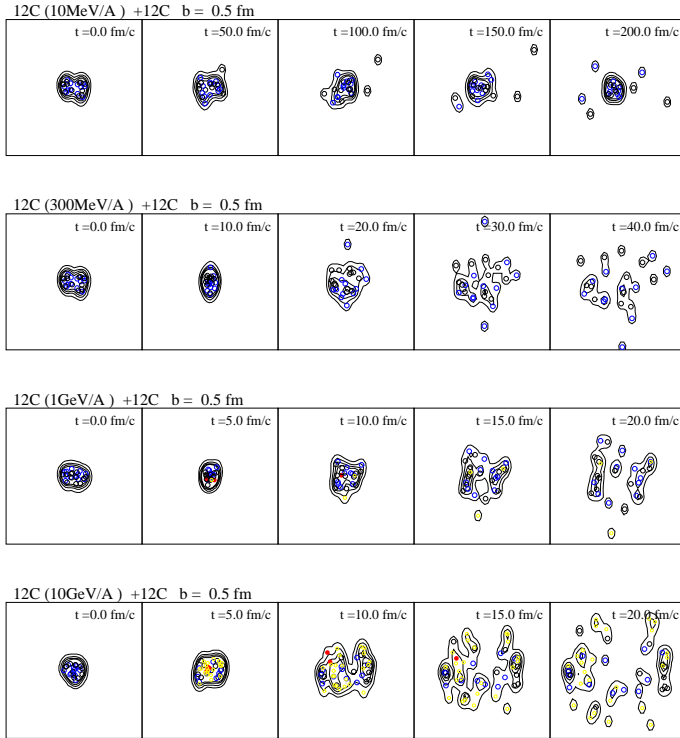 12C (10MeV/A ) +12C b = 0.5 fm
t =0.0 fm/c t =50.0 fm/c t =100.0 fm/c t =150.0 fm/c t =200.0 fm/c
12C (300MeV/A ) +12C b = 0.5 fm
t =0.0 fm/c t =10.0 fm/c t =20.0 fm/c t =30.0 fm/c t =40.0 fm/c
12C (1GeV/A ) +12C b = 0.5 fm
t =0.0 fm/c t =5.0 fm/c t =10.0 fm/c t =15.0 fm/c t =20.0 fm/c
12C (10GeV/A ) +12C b = 0.5 fm
t =0.0 fm/c t =5.0 fm/c t =10.0 fm/c t =15.0 fm/c t =20.0 fm/c